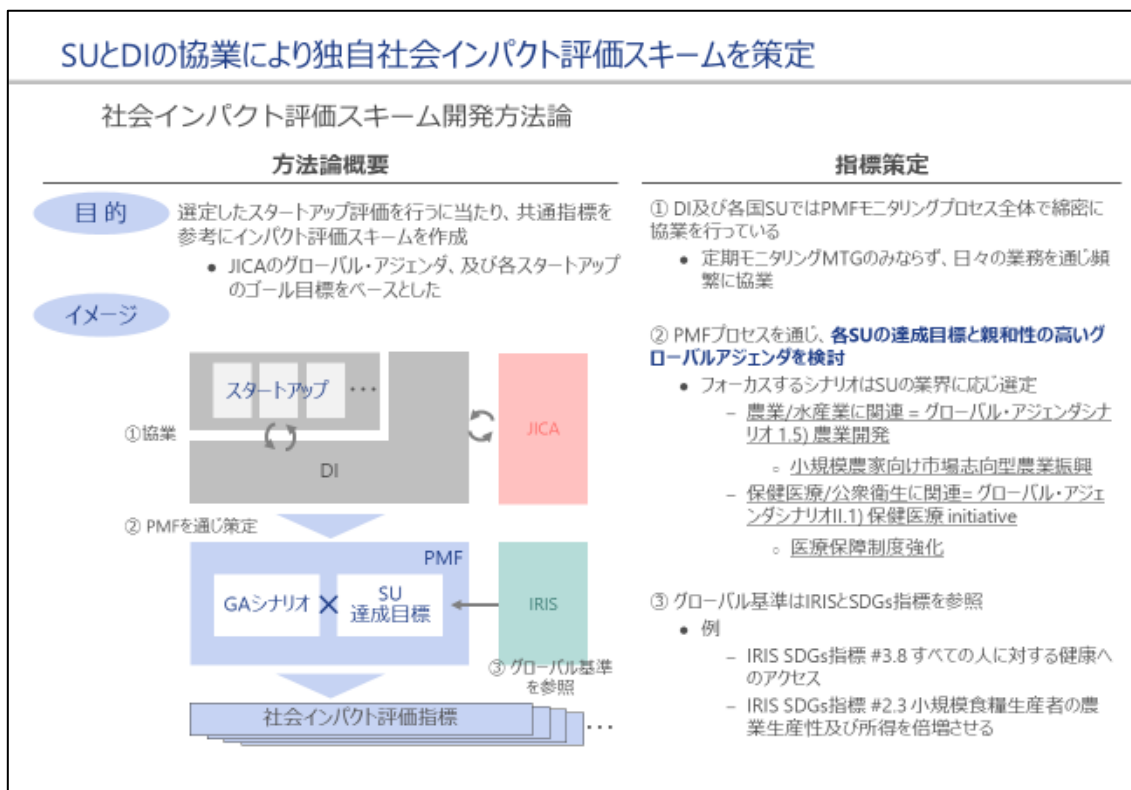 SUとDIの協業により独自社会インパクト評価スキームを策定
社会インパクト評価スキーム開発方法論
方法論概要
目 的
選定したスタートアップ評価を行うに当たり、共通指標を
参考にインパクト評価スキームを作成
● JICAのグローバル・アジェンダ、及び各スタートアップ
のゴール目標をベースとした
イメージ
スタートアップ
・・・
①協業
DI
JICA
② PMFを通じ策定
PMF
GAシナリオ
×
SU
達成目標
IRIS
③ グローバル基準
を参照
社会インパクト評価指標
・・・
指標策定
① DI及び各国SUではPMFモニタリングプロセス全体で綿密に
協業を行っている
● 定期モニタリングMTGのみならず、日々の業務を通じ頻
繁に協業
② PMFプロセスを通じ、各SUの達成目標と親和性の高いグ
ローバルアジェンダを検討
● フォーカスするシナリオはSUの業界に応じ選定
– 農業/水産業に関連 = グローバル・アジェンダシナ
リオ 1.5) 農業開発
○ 小規模農家向け市場志向型農業振興
– 保健医療/公衆衛生に関連= グローバル・アジェ
ンダシナリオII.1) 保健医療 initiative
○ 医療保障制度強化
③ グローバル基準はIRISとSDGs指標を参照
● 例
– IRIS SDGs指標 #3.8 すべての人に対する健康へ
のアクセス
– IRIS SDGs指標 #2.3 小規模食糧生産者の農
業生産性及び所得を倍増させる